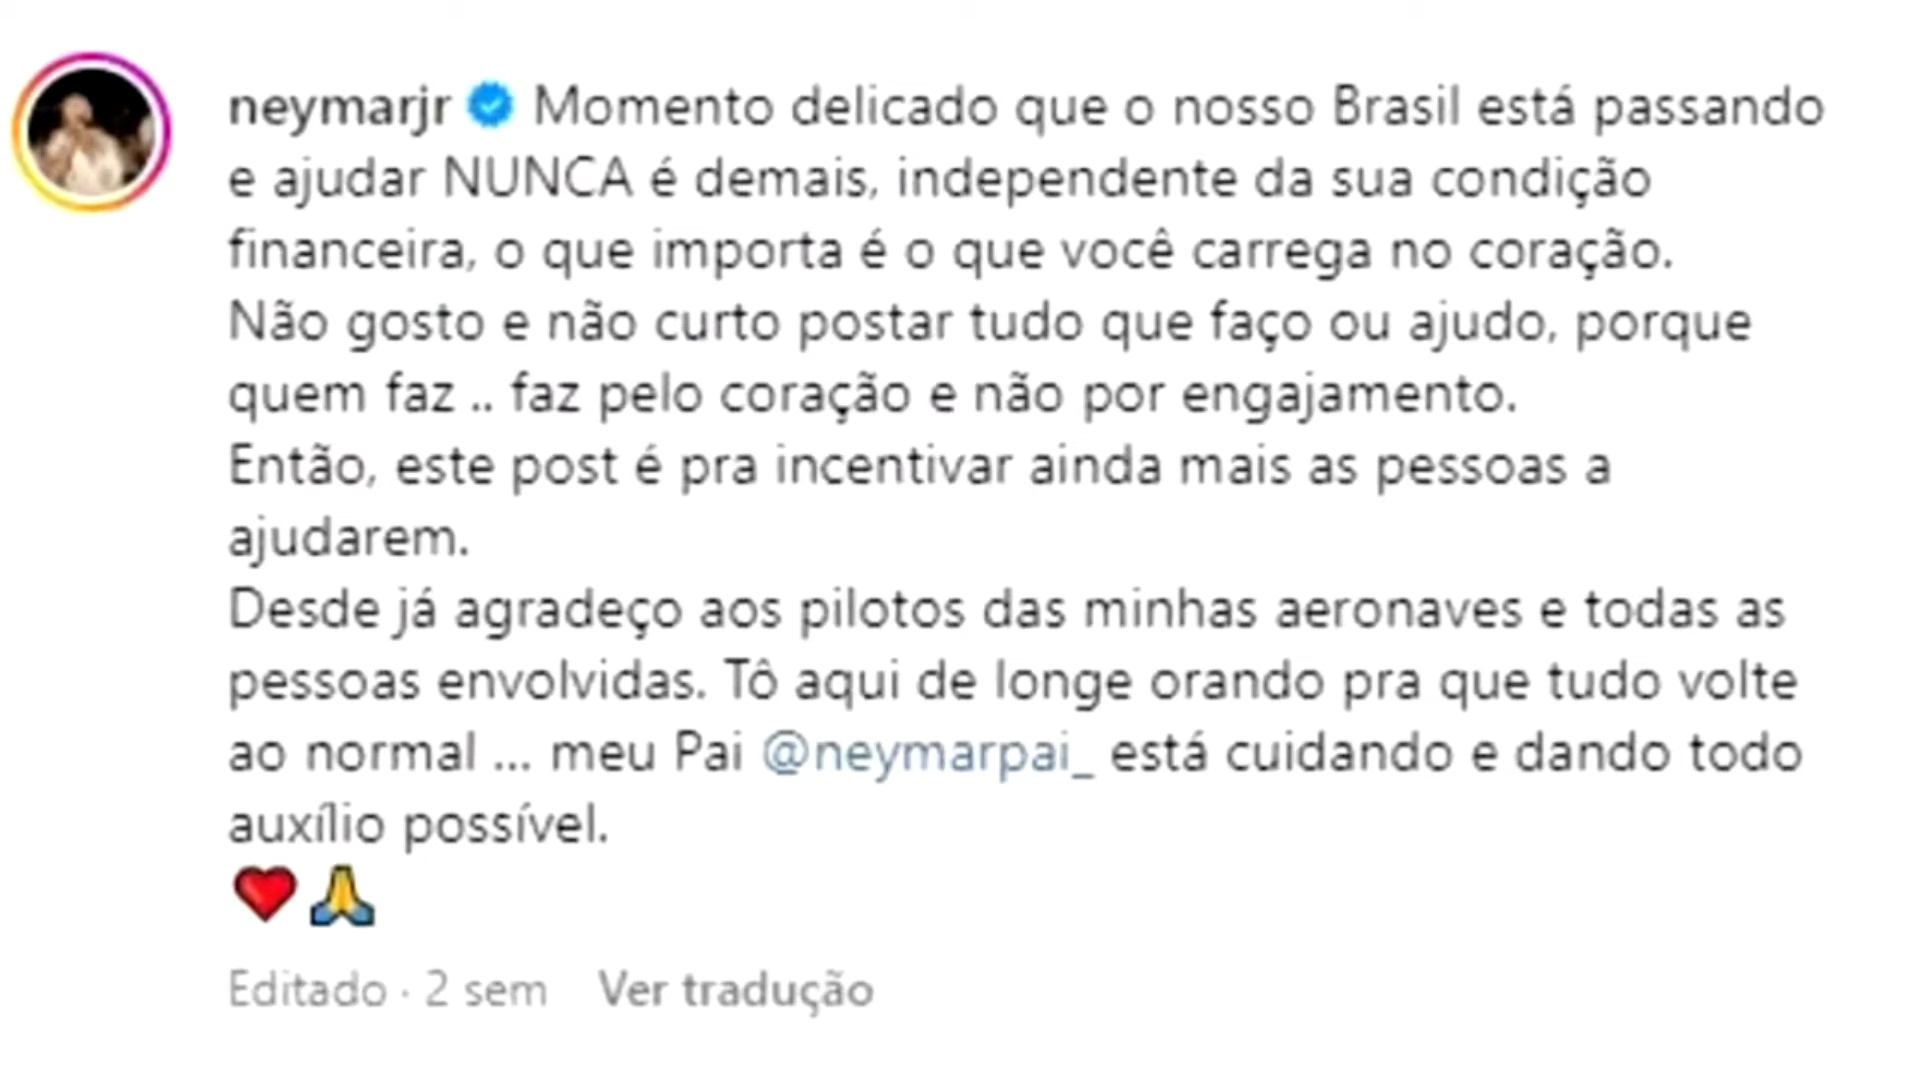 neymarjr Momento delicado que o nosso Brasil está passando
e ajudar NUNCA é demais, independente da sua condição
financeira, o que importa é o que você carrega no coração.
Não gosto e não curto postar tudo que faço ou ajudo, porque
quem faz .. faz pelo coração e não por engajamento.
Então, este post é pra incentivar ainda mais as pessoas a
ajudarem.
Desde já agradeço aos pilotos das minhas aeronaves e todas as
pessoas envolvidas. Tô aqui de longe orando pra que tudo volte
ao normal ... meu Pai @neymarpai_ está cuidando e dando todo
auxílio possível.
❤️🙏
Editado · 2 sem Ver tradução